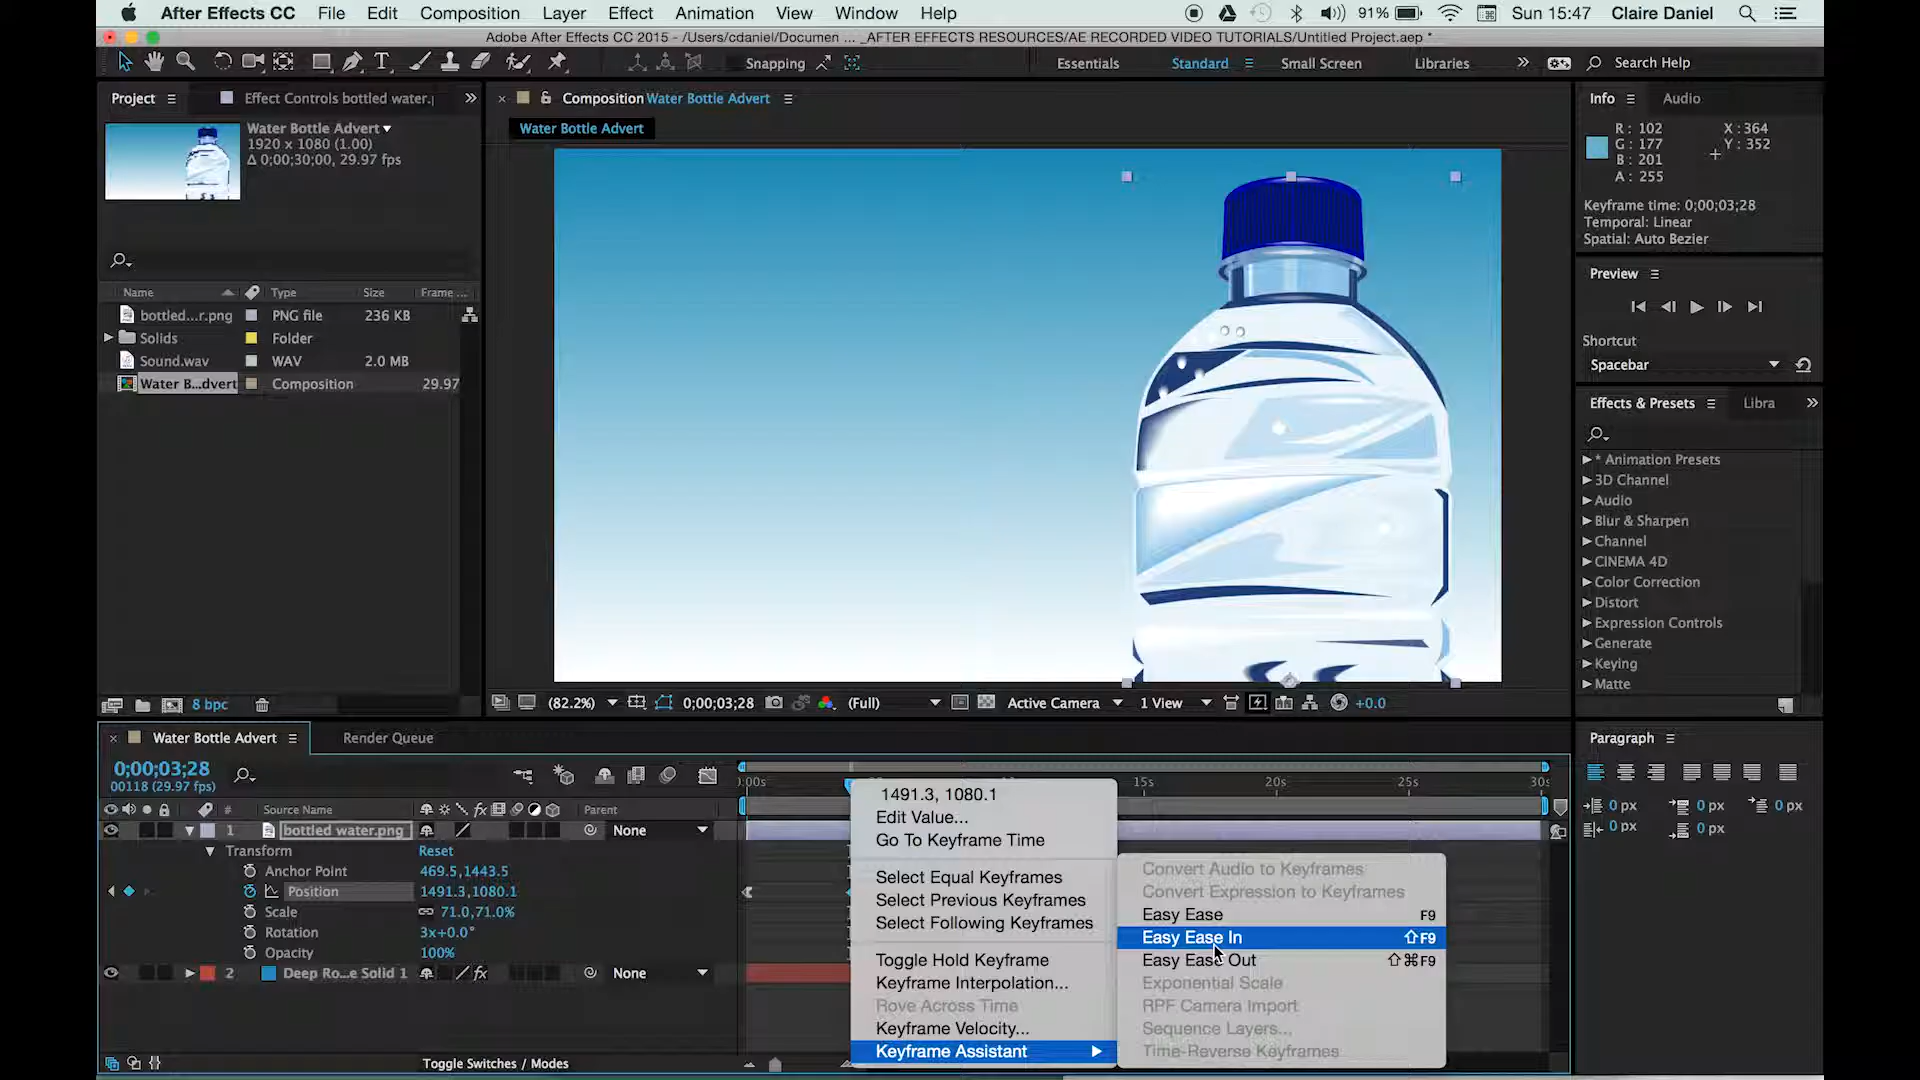 After Effects CC File Edit Composition Layer Effect Animation View Window Help 91% Sun 15:47 Claire Daniel
Adobe After Effects CC 2015 - /Users/cdaniel/Documen ... _AFTER EFFECTS RESOURCES/AE RECORDED VIDEO TUTORIALS/Untitled Project.aep *
Snapping Essentials Standard Small Screen Libraries Search Help
Project Effect Controls bottled water.
Water Bottle Advert
1920 x 1080 (1.00)
Δ 0;00;30;00, 29.97 fps
Name Type Size Frame ...
bottled...r.png PNG file 236 KB
Solids Folder
Sound.wav WAV 2.0 MB
Water B...dvert Composition 29.97
8 bpc
Composition Water Bottle Advert
Water Bottle Advert
(82.2%) 0;00;03;28 (Full) Active Camera 1 View +0.0
Info Audio
R : 102 X : 364
G : 177 Y : 352
B : 201
A : 255
Keyframe time: 0;00;03;28
Temporal: Linear
Spatial: Auto Bezier
Preview
Shortcut
Spacebar
Effects & Presets Libra
* Animation Presets
3D Channel
Audio
Blur & Sharpen
Channel
CINEMA 4D
Color Correction
Distort
Expression Controls
Generate
Keying
Matte
Paragraph
0 px 0 px 0 px
0 px 0 px
Water Bottle Advert Render Queue
0;00;03;28
00118 (29.97 fps)
:00s 15s 20s 25s 30s
# Source Name fx Parent
1 bottled water.png None
Transform Reset
Anchor Point 469.5,1443.5
Position 1491.3,1080.1
Scale 71.0,71.0%
Rotation 3x+0.0°
Opacity 100%
2 Deep Ro...e Solid 1 fx None
Toggle Switches / Modes
1491.3, 1080.1
Edit Value...
Go To Keyframe Time
Select Equal Keyframes
Select Previous Keyframes
Select Following Keyframes
Toggle Hold Keyframe
Keyframe Interpolation...
Rove Across Time
Keyframe Velocity...
Keyframe Assistant
Convert Audio to Keyframes
Convert Expression to Keyframes
Easy Ease F9
Easy Ease In ⇧F9
Easy Ease Out ⇧⌘F9
Exponential Scale
RPF Camera Import
Sequence Layers...
Time-Reverse Keyframes